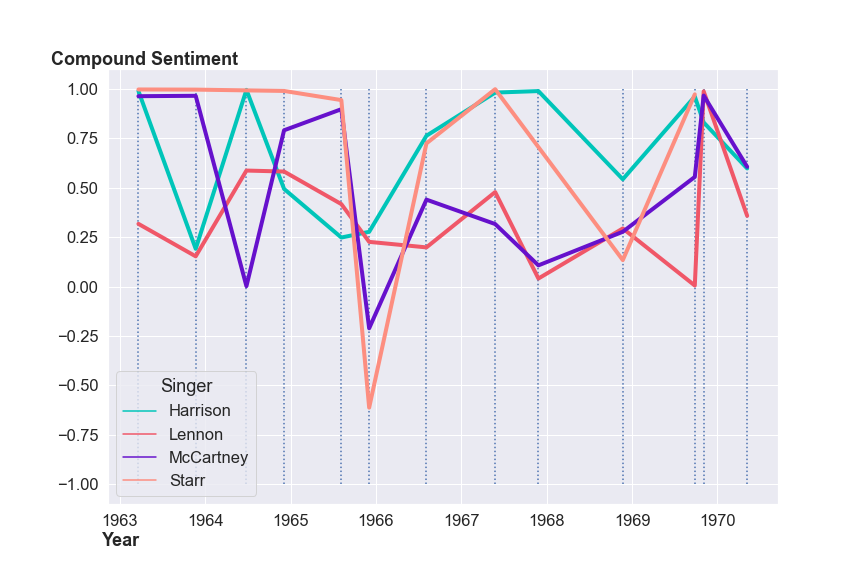 Compound Sentiment
1.00
0.75
0.50
0.25
0.00
−0.25
−0.50
−0.75
−1.00
Singer
Harrison
Lennon
McCartney
Starr
1963 1964 1965 1966 1967 1968 1969 1970
Year